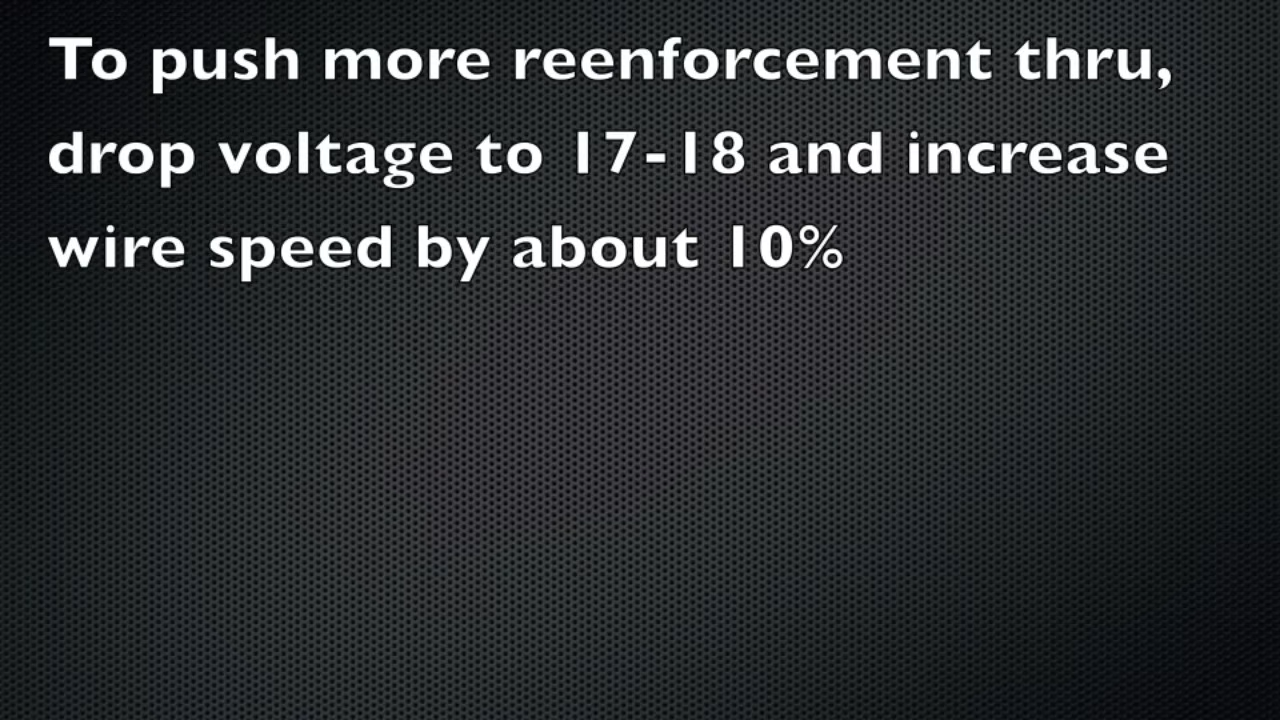 To push more reenforcement thru,
drop voltage to 17-18 and increase
wire speed by about 10%